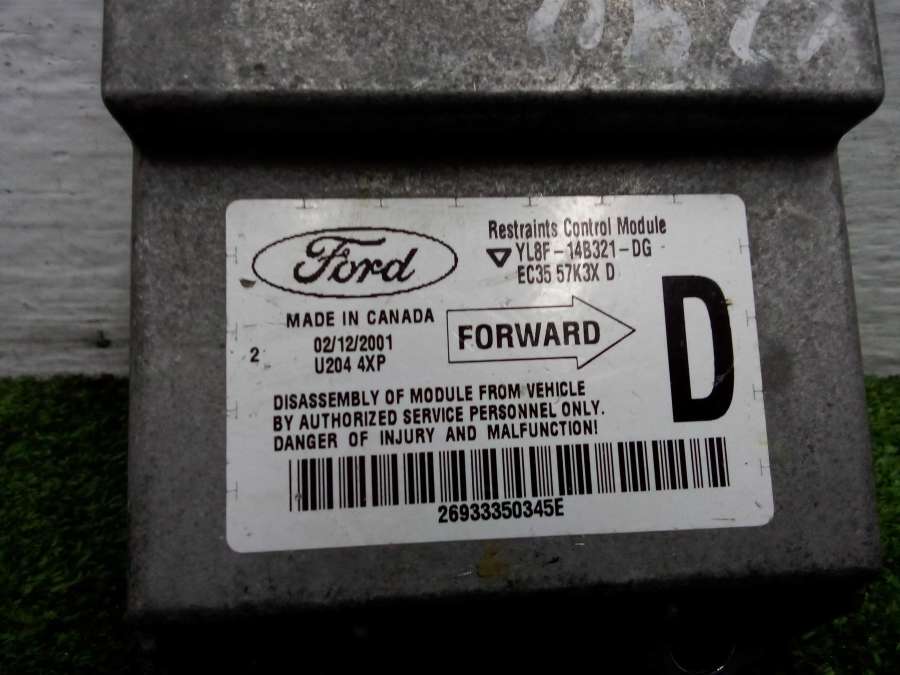 Ford
Restraints Control Module
YL8F-14B321-DG
EC35 57K3X D
MADE IN CANADA
02/12/2001
U204 4XP
2
FORWARD
D
DISASSEMBLY OF MODULE FROM VEHICLE
BY AUTHORIZED SERVICE PERSONNEL ONLY.
DANGER OF INJURY AND MALFUNCTION!
26933350345E